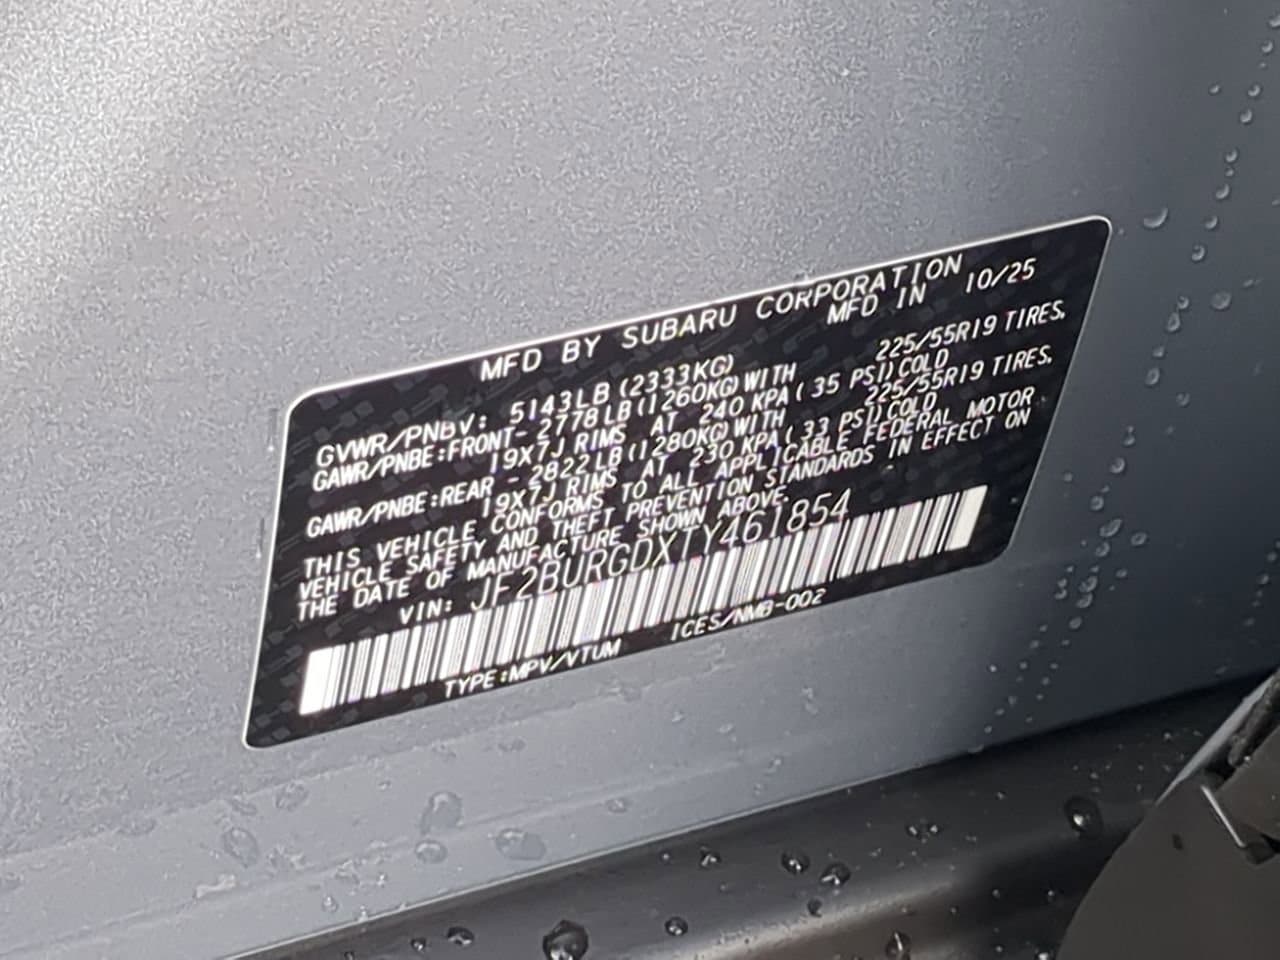 MFD BY SUBARU CORPORATION
MFD IN 10/25
GVWR/PNBV: 5143LB (2333KG)
GAWR/PNBE:FRONT- 2778LB(1260KG)WITH 225/55R19 TIRES,
19X7J RIMS AT 240 KPA( 35 PSI)COLD
GAWR/PNBE:REAR - 2822LB(1280KG)WITH 225/55R19 TIRES,
19X7J RIMS AT 230 KPA( 33 PSI)COLD
THIS VEHICLE CONFORMS TO ALL APPLICABLE FEDERAL MOTOR
VEHICLE SAFETY AND THEFT PREVENTION STANDARDS IN EFFECT ON
THE DATE OF MANUFACTURE SHOWN ABOVE.
VIN: JF2BURGDXTY461854
TYPE:MPV/VTUM ICES/NMB-002